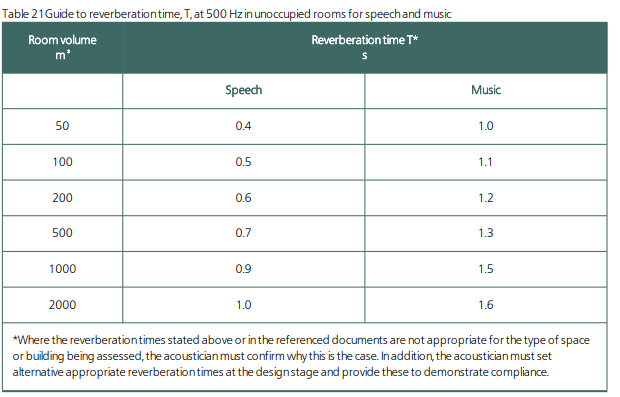 Table 21 Guide to reverberation time, T, at 500 Hz in unoccupied rooms for speech and music
Room volume
m³
Reverberation time T*
s
Speech
Music
50
0.4
1.0
100
0.5
1.1
200
0.6
1.2
500
0.7
1.3
1000
0.9
1.5
2000
1.0
1.6
*Where the reverberation times stated above or in the referenced documents are not appropriate for the type of space
or building being assessed, the acoustician must confirm why this is the case. In addition, the acoustician must set
alternative appropriate reverberation times at the design stage and provide these to demonstrate compliance.